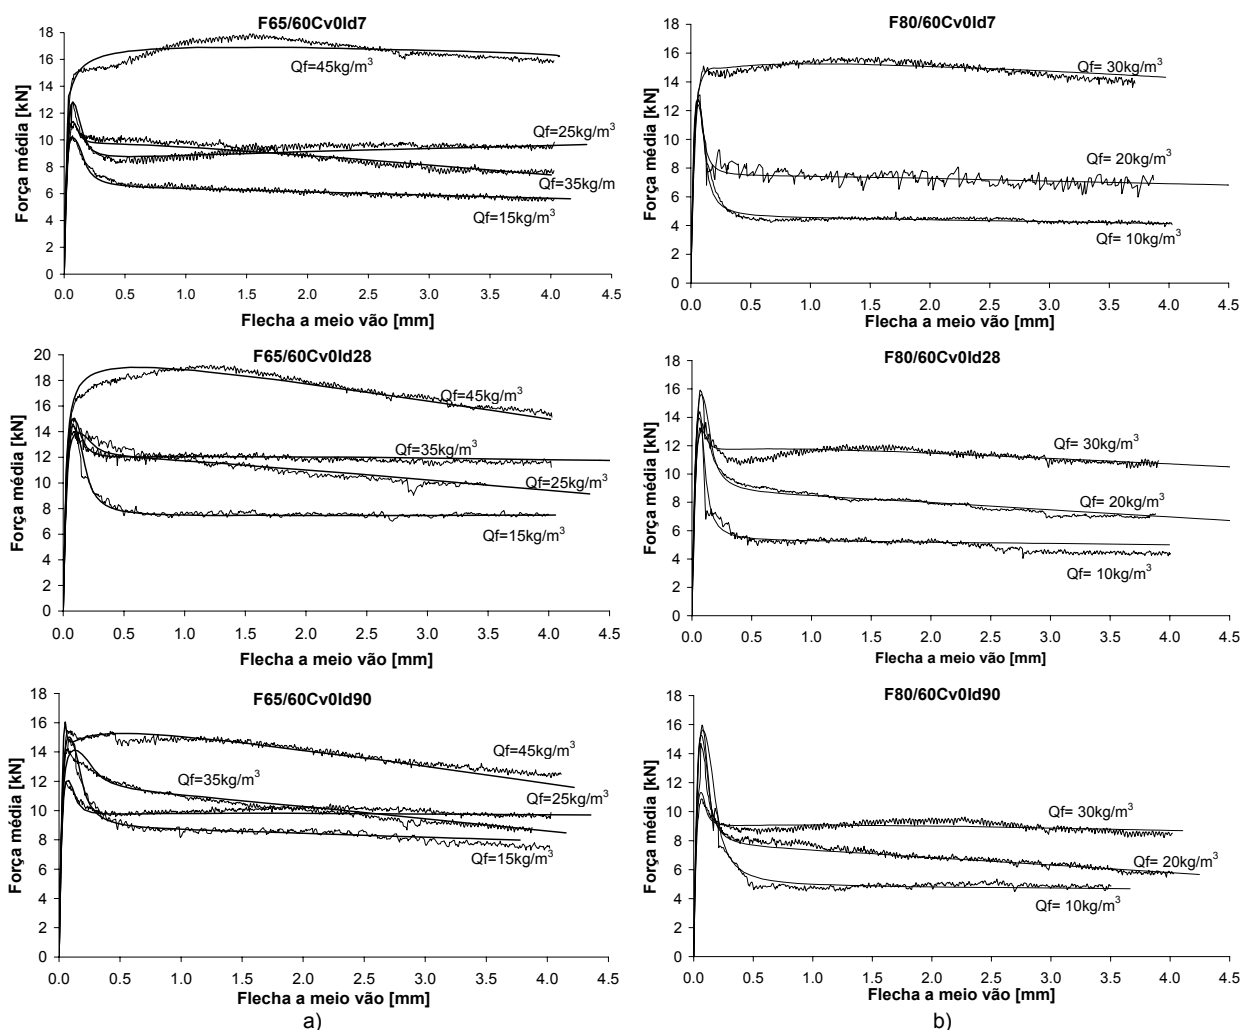 F65/60Cv0Id7
Força média [kN]
18
16
14
12
10
8
6
4
2
0
Qf=45kg/m³
Qf=25kg/m³
Qf=35kg/m
Qf=15kg/m³
0.0 0.5 1.0 1.5 2.0 2.5 3.0 3.5 4.0 4.5
Flecha a meio vão [mm]
F80/60Cv0Id7
Força média [kN]
18
16
14
12
10
8
6
4
2
0
Qf= 30kg/m³
Qf= 20kg/m³
Qf= 10kg/m³
0.0 0.5 1.0 1.5 2.0 2.5 3.0 3.5 4.0 4.5
Flecha a meio vão [mm]
F65/60Cv0Id28
Força média [kN]
20
18
16
14
12
10
8
6
4
2
0
Qf=45kg/m³
Qf=35kg/m³
Qf=25kg/m³
Qf=15kg/m³
0.0 0.5 1.0 1.5 2.0 2.5 3.0 3.5 4.0 4.5
Flecha a meio vão [mm]
F80/60Cv0Id28
Força média [kN]
18
16
14
12
10
8
6
4
2
0
Qf= 30kg/m³
Qf= 20kg/m³
Qf= 10kg/m³
0.0 0.5 1.0 1.5 2.0 2.5 3.0 3.5 4.0 4.5
Flecha a meio vão [mm]
F65/60Cv0Id90
Força média [kN]
18
16
14
12
10
8
6
4
2
0
Qf=45kg/m³
Qf=35kg/m³
Qf=25kg/m³
Qf=15kg/m³
0.0 0.5 1.0 1.5 2.0 2.5 3.0 3.5 4.0 4.5
Flecha a meio vão [mm]
a)
F80/60Cv0Id90
Força média [kN]
18
16
14
12
10
8
6
4
2
0
Qf= 30kg/m³
Qf= 20kg/m³
Qf= 10kg/m³
0.0 0.5 1.0 1.5 2.0 2.5 3.0 3.5 4.0 4.5
Flecha a meio vão [mm]
b)